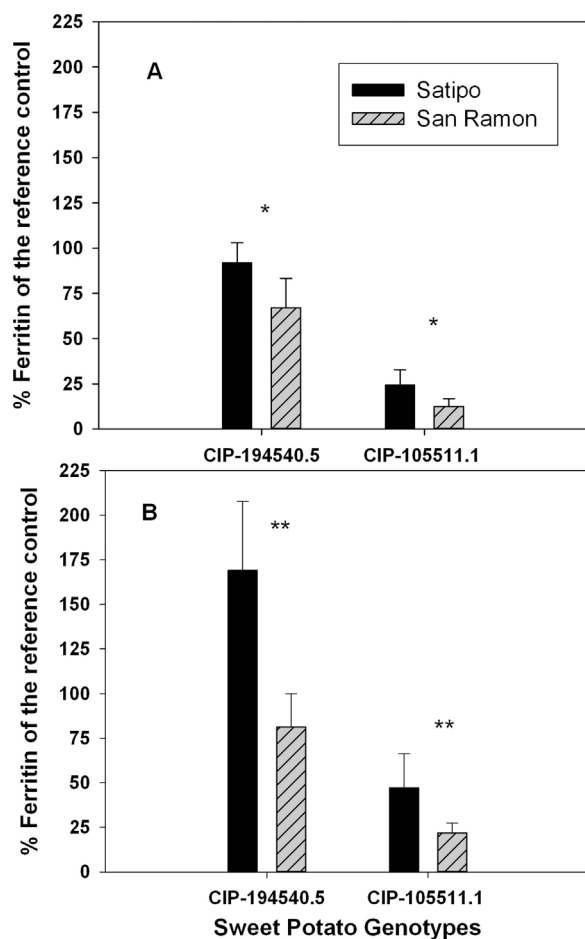 % Ferritin of the reference control
225
200
175
150
125
100
75
50
25
0
A
Satipo
San Ramon
*
*
CIP-194540.5 CIP-105511.1
% Ferritin of the reference control
225
200
175
150
125
100
75
50
25
0
B
**
**
CIP-194540.5 CIP-105511.1
Sweet Potato Genotypes